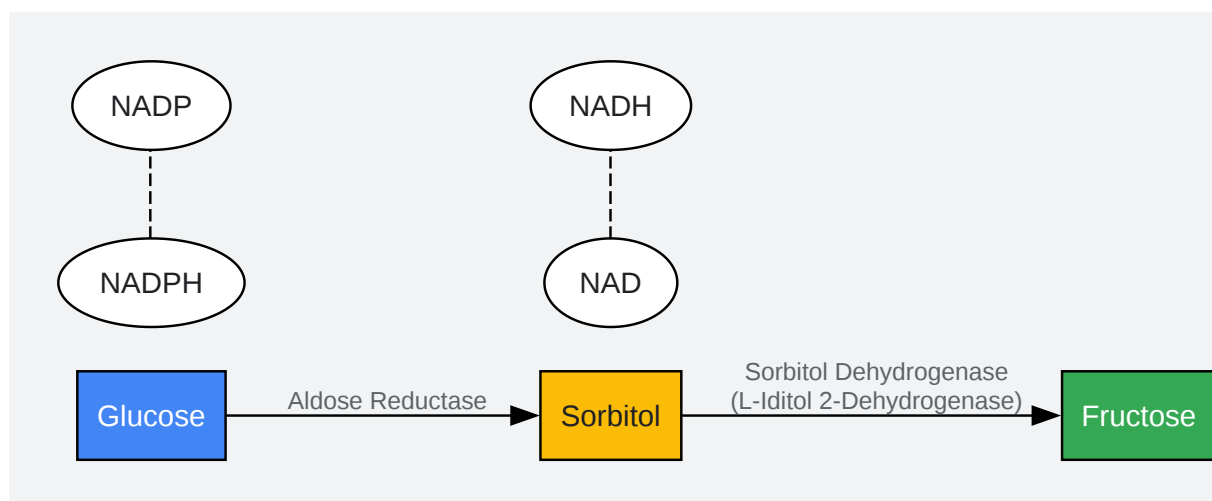 NADP
NADH
NADPH
NAD
Glucose
Aldose Reductase
Sorbitol
Sorbitol Dehydrogenase
(L-Iditol 2-Dehydrogenase)
Fructose